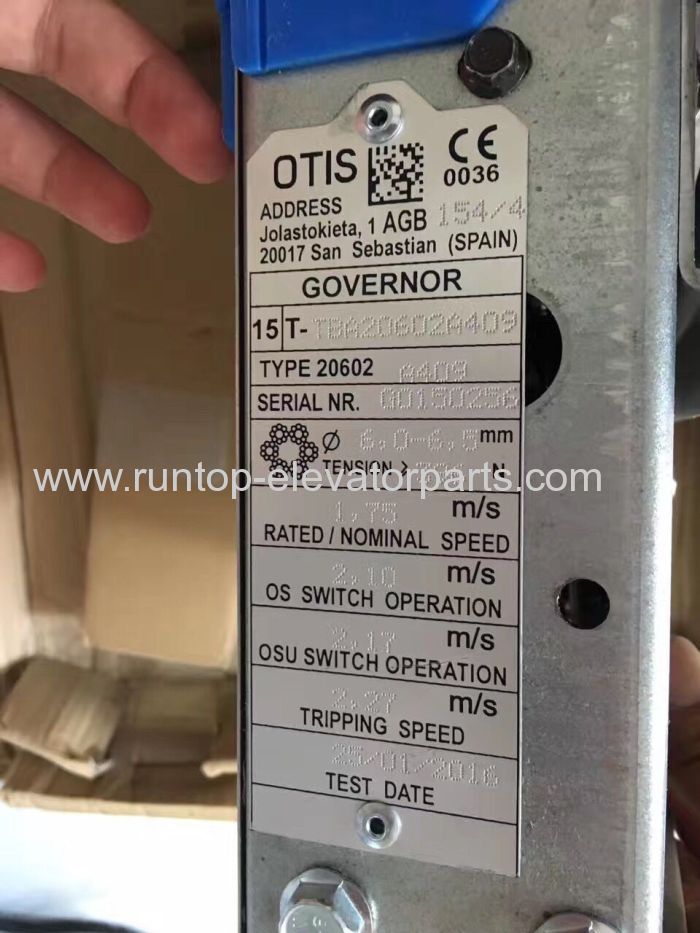 OTIS CE
0036
ADDRESS
Jolastokieta, 1 AGB 154/4
20017 San Sebastian (SPAIN)
GOVERNOR
15 T- TBA20602A409
TYPE 20602 A409
SERIAL NR. G0150256
Ø 6,0-6,5 mm
TENSION > N
www.runtop-elevatorparts.com
1,75 m/s
RATED / NOMINAL SPEED
2,10 m/s
OS SWITCH OPERATION
2,17 m/s
OSU SWITCH OPERATION
2,27 m/s
TRIPPING SPEED
25/01/2016
TEST DATE